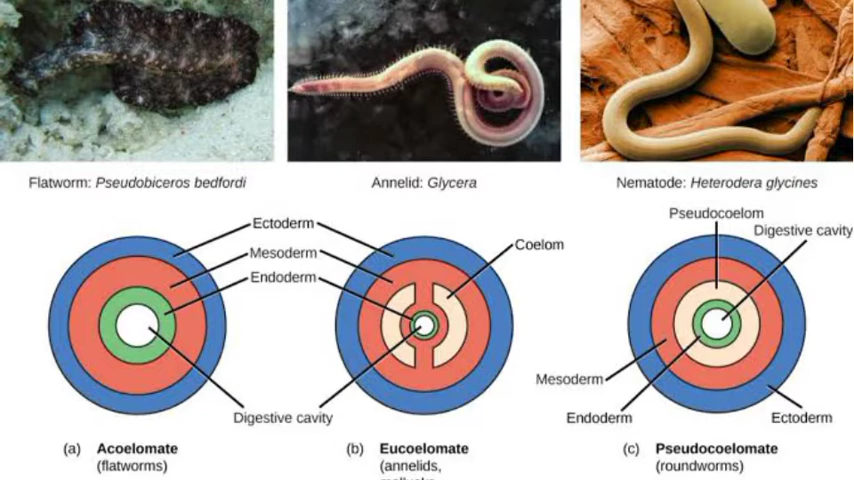 Flatworm: Pseudobiceros bedfordi
Annelid: Glycera
Nematode: Heterodera glycines
Ectoderm
Mesoderm
Endoderm
Coelom
Digestive cavity
Pseudocoelom
Digestive cavity
Mesoderm
Endoderm
Ectoderm
(a) Acoelomate
(flatworms)
(b) Eucoelomate
(annelids,
(c) Pseudocoelomate
(roundworms)